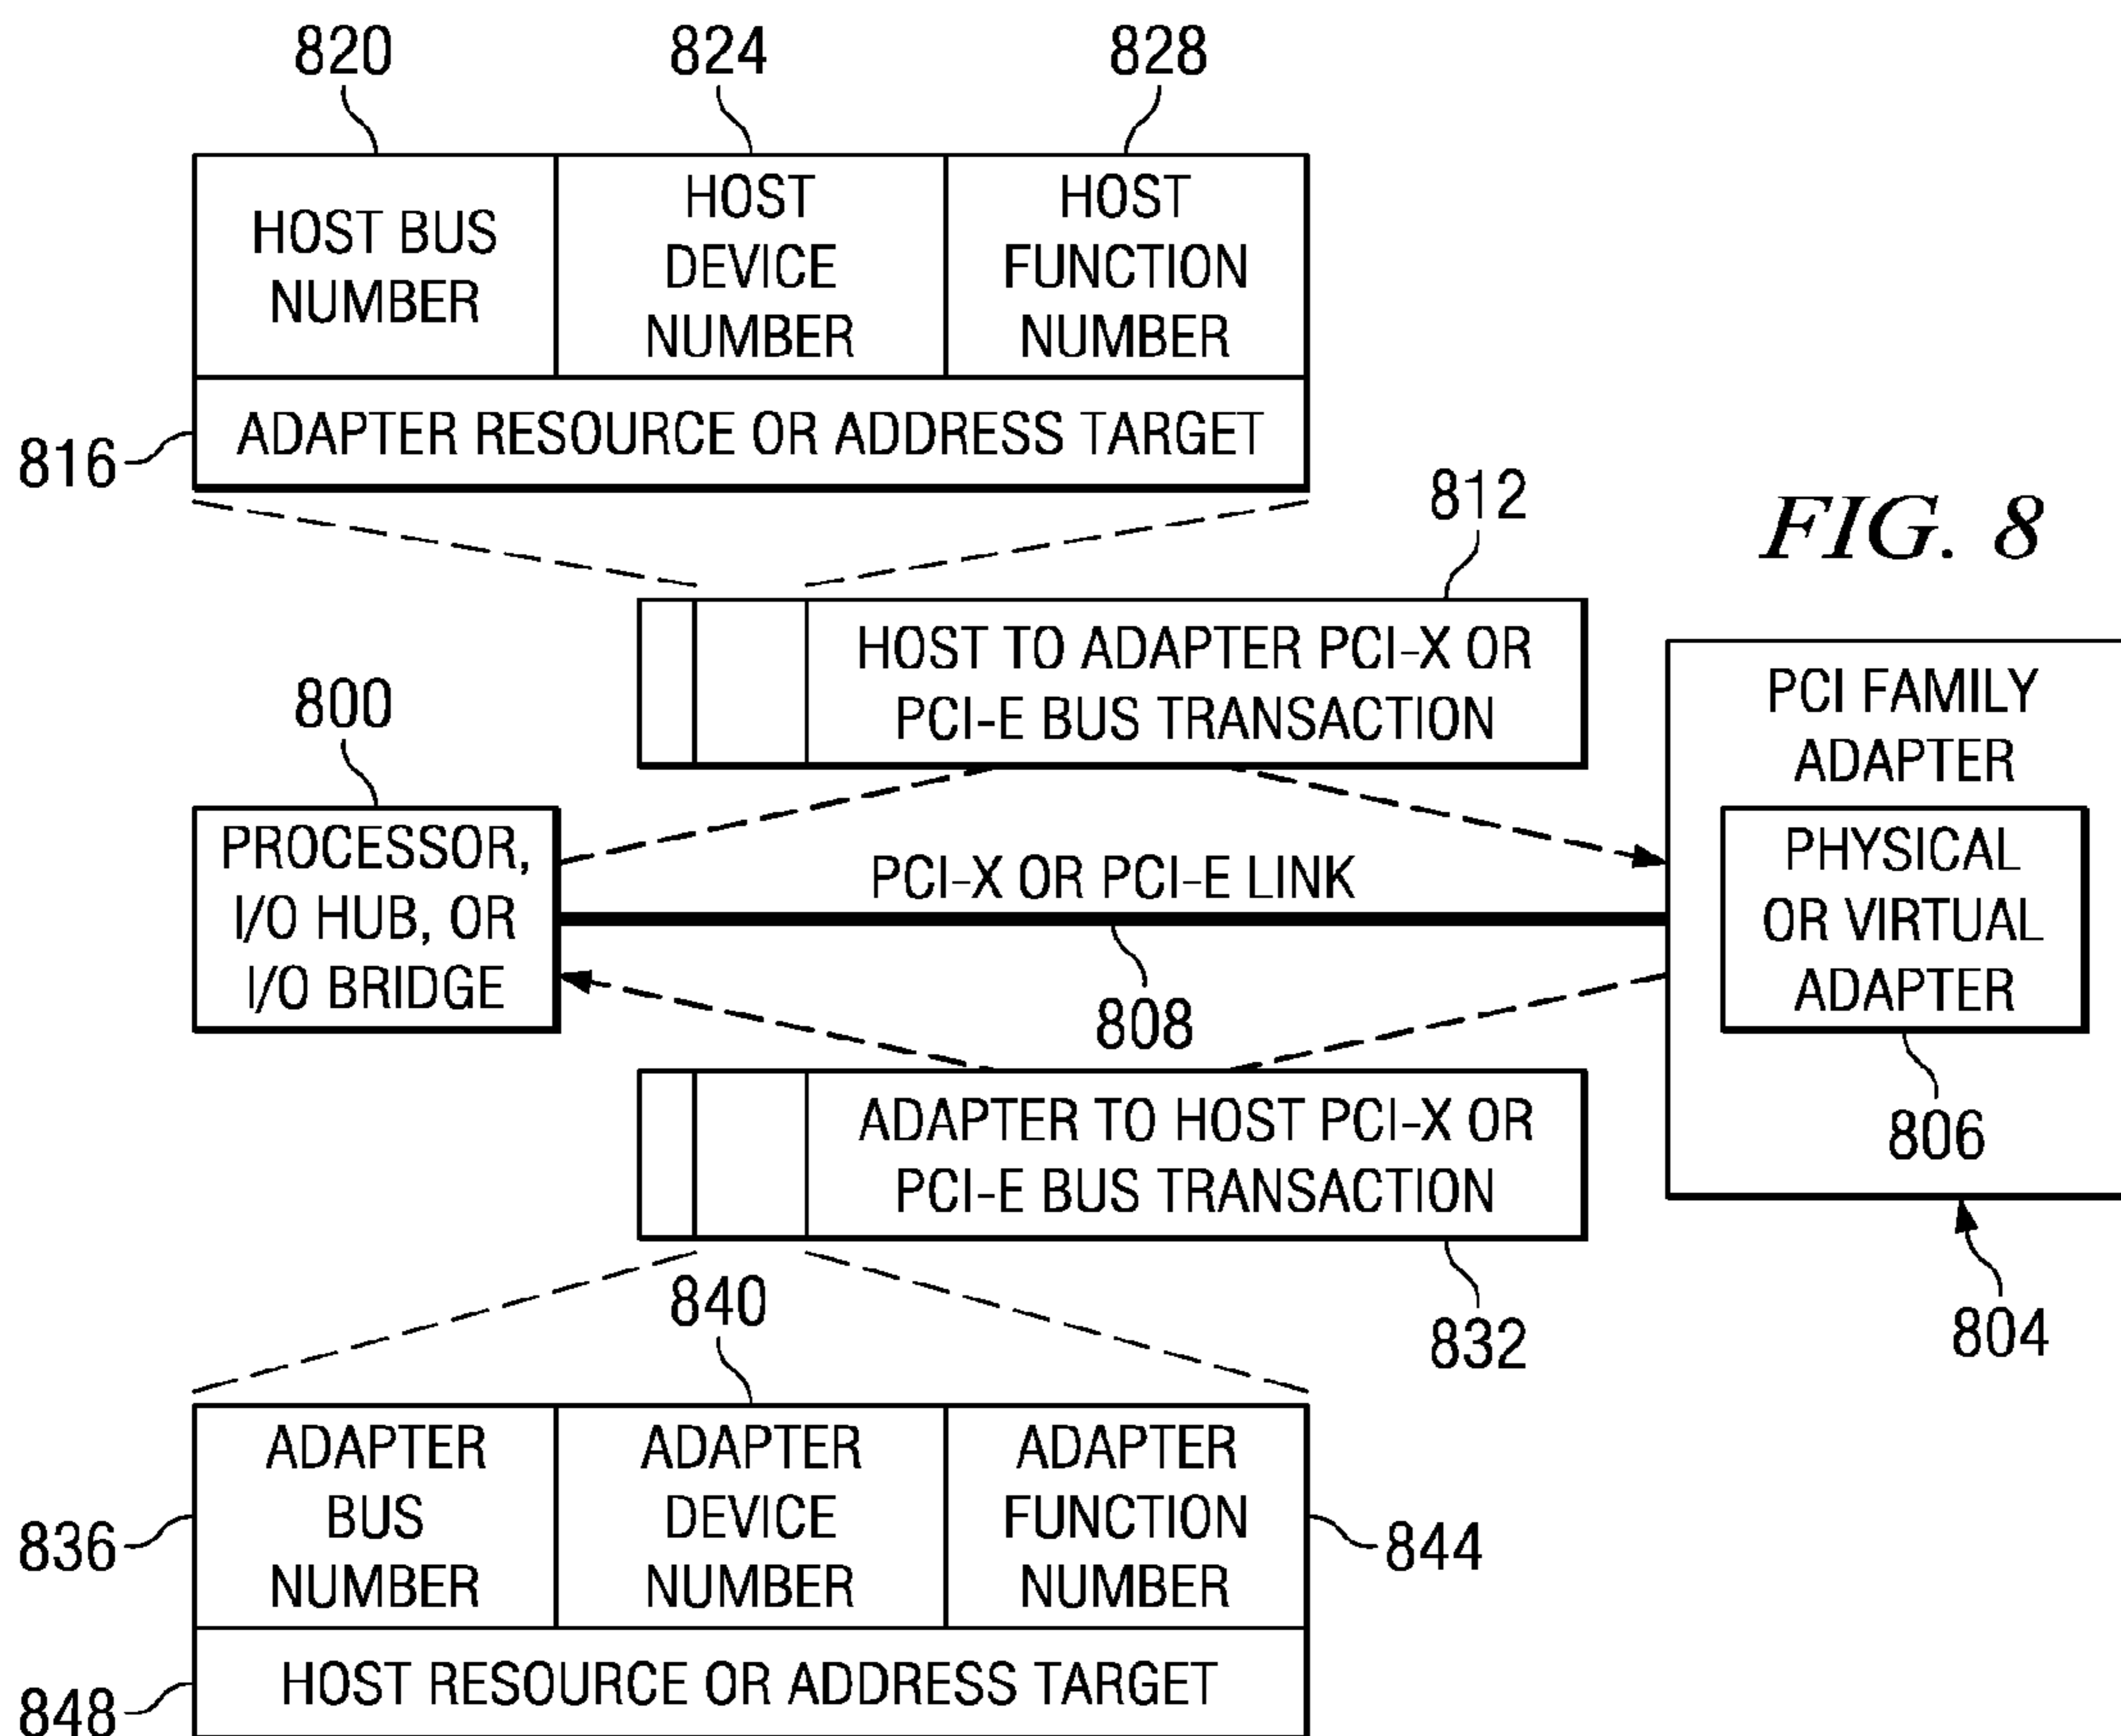 820
824
828
HOST BUS
NUMBER
HOST
DEVICE
NUMBER
HOST
FUNCTION
NUMBER
816
ADAPTER RESOURCE OR ADDRESS TARGET
812
FIG. 8
HOST TO ADAPTER PCI-X OR
PCI-E BUS TRANSACTION
800
PROCESSOR,
I/O HUB, OR
I/O BRIDGE
PCI-X OR PCI-E LINK
808
PCI FAMILY
ADAPTER
PHYSICAL
OR VIRTUAL
ADAPTER
806
804
ADAPTER TO HOST PCI-X OR
PCI-E BUS TRANSACTION
832
840
836
ADAPTER
BUS
NUMBER
ADAPTER
DEVICE
NUMBER
ADAPTER
FUNCTION
NUMBER
844
848
HOST RESOURCE OR ADDRESS TARGET